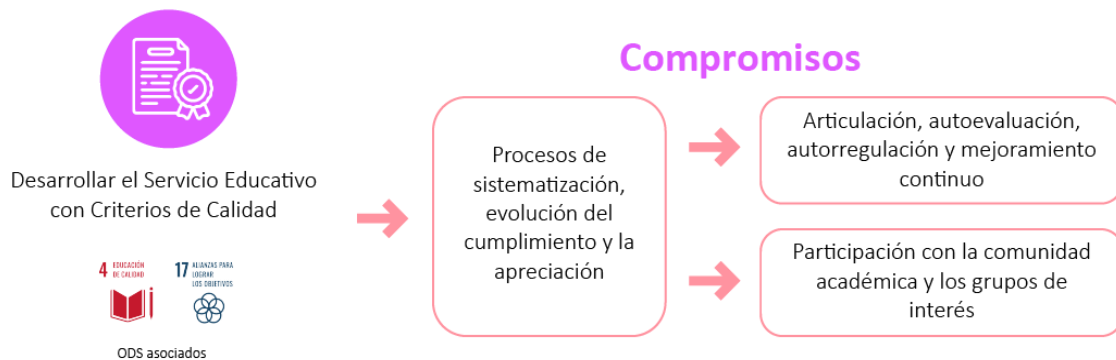 Compromisos
Desarrollar el Servicio Educativo
con Criterios de Calidad
4 EDUCACIÓN
DE CALIDAD
17 ALIANZAS PARA
LOGRAR
LOS OBJETIVOS
ODS asociados
Procesos de
sistematización,
evolución del
cumplimiento y la
apreciación
Articulación, autoevaluación,
autorregulación y mejoramiento
continuo
Participación con la comunidad
académica y los grupos de
interés